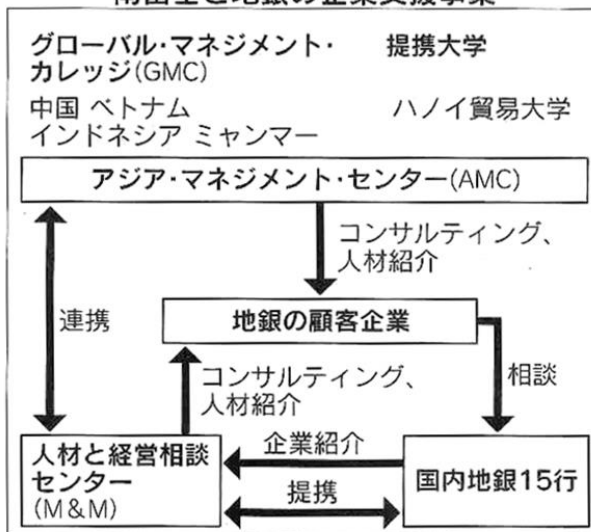 と地銀の企業支援事業
グローバル・マネジメント・
カレッジ(GMC)
提携大学
中国 ベトナム
インドネシア ミャンマー
ハノイ貿易大学
アジア・マネジメント・センター(AMC)
コンサルティング、
人材紹介
連携
地銀の顧客企業
コンサルティング、
人材紹介
相談
企業紹介
人材と経営相談
センター
(M&M)
提携
国内地銀15行